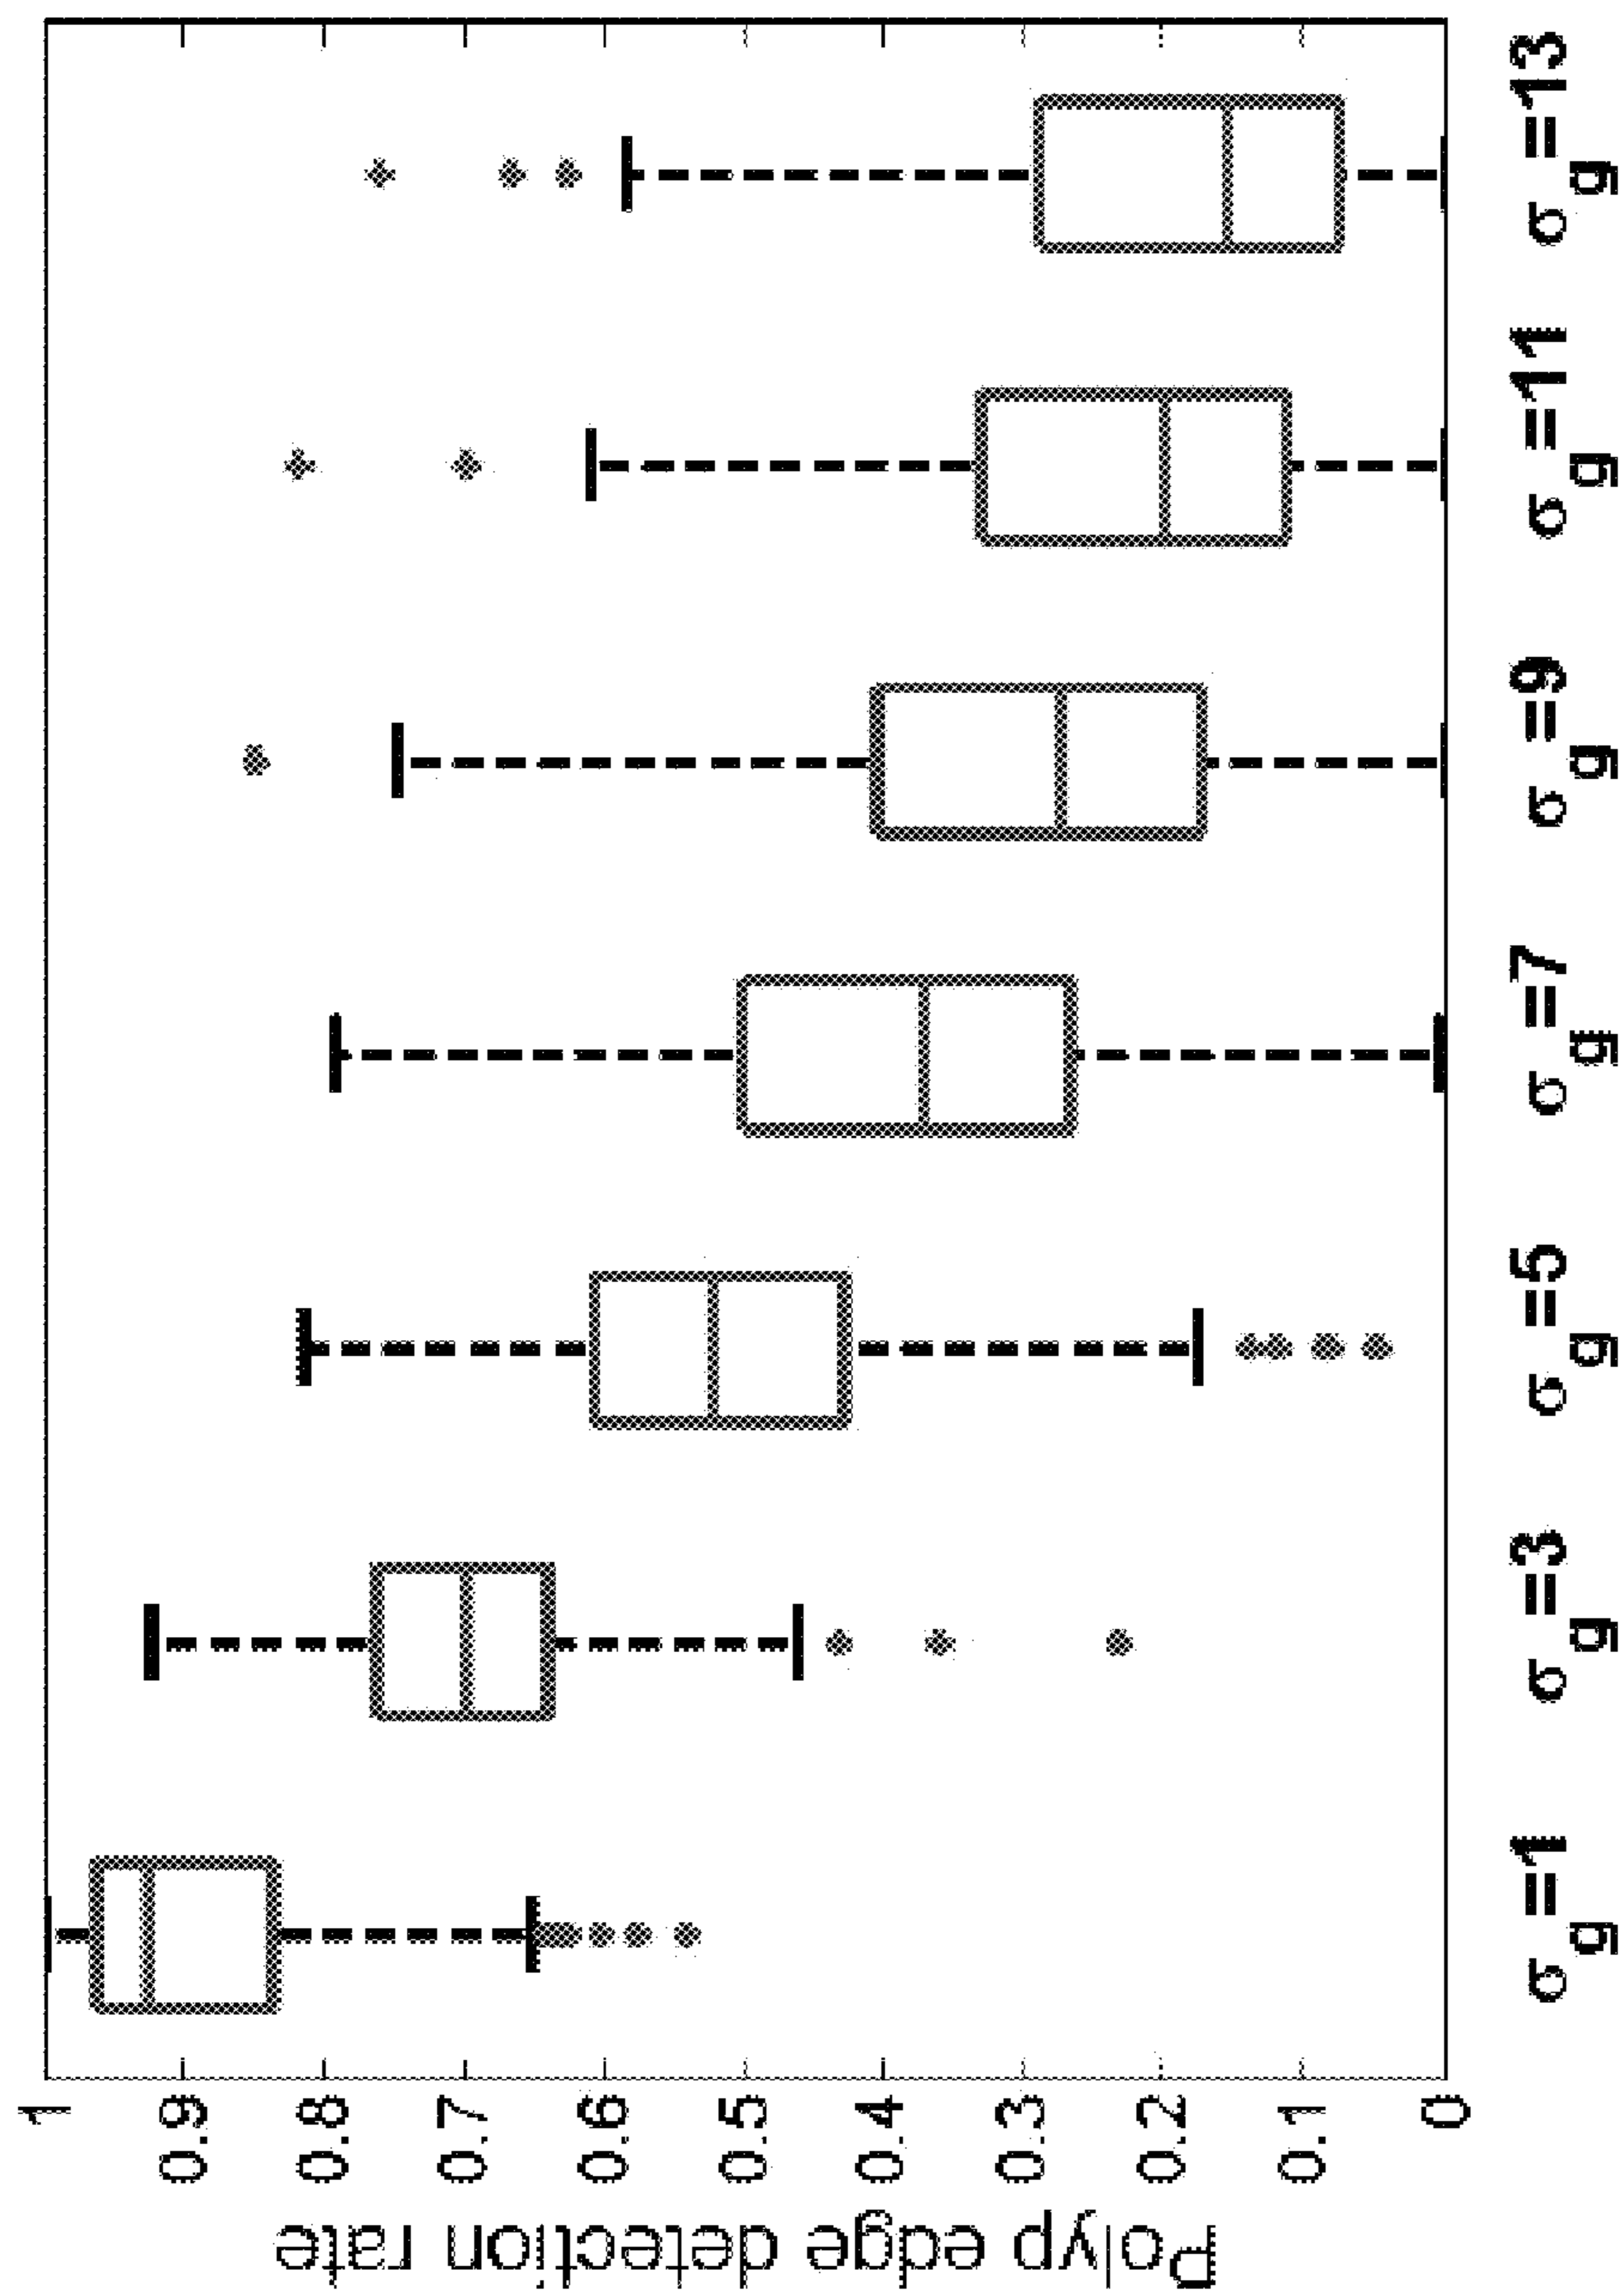 Polyp edge detection rate
1
0.9
0.8
0.7
0.6
0.5
0.4
0.3
0.2
0.1
0
σg=1
σg=3
σg=5
σg=7
σg=9
σg=11
σg=13